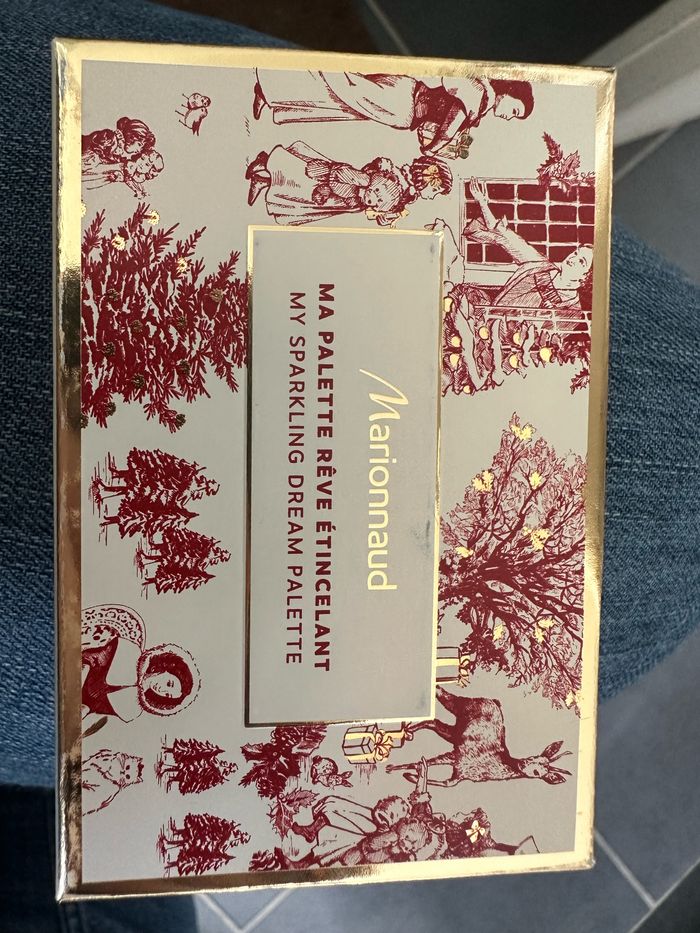 Marionnaud
MA PALETTE RÊVE ÉTINCELANT
MY SPARKLING DREAM PALETTE